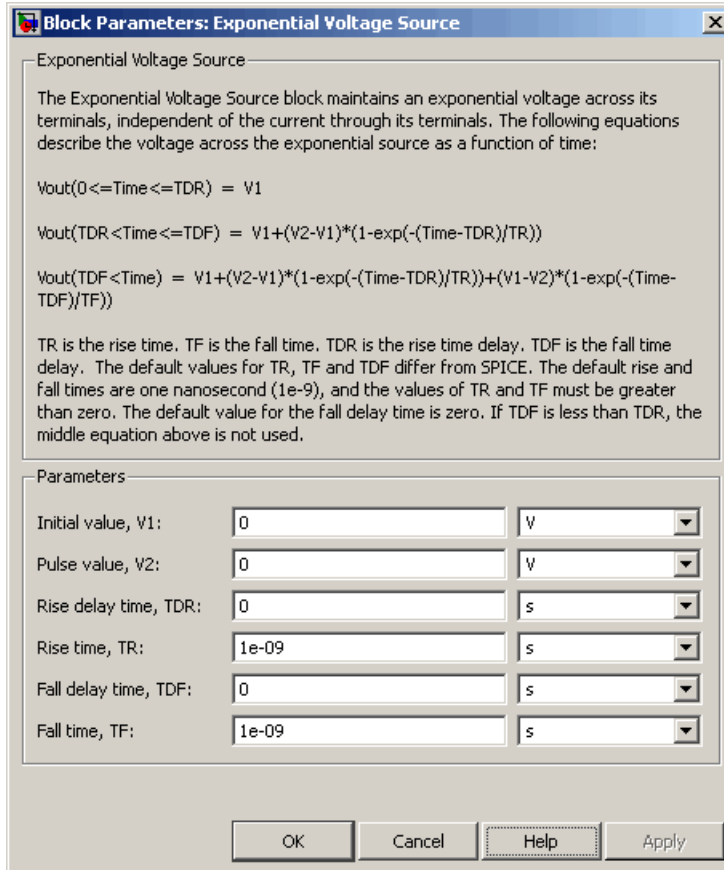 Block Parameters: Exponential Voltage Source
Exponential Voltage Source
The Exponential Voltage Source block maintains an exponential voltage across its
terminals, independent of the current through its terminals. The following equations
describe the voltage across the exponential source as a function of time:
Vout(0<=Time<=TDR) = V1
Vout(TDR<Time<=TDF) = V1+(V2-V1)*(1-exp(-(Time-TDR)/TR))
Vout(TDF<Time) = V1+(V2-V1)*(1-exp(-(Time-TDR)/TR))+(V1-V2)*(1-exp(-(Time-
TDF)/TF))
TR is the rise time. TF is the fall time. TDR is the rise time delay. TDF is the fall time
delay. The default values for TR, TF and TDF differ from SPICE. The default rise and
fall times are one nanosecond (1e-9), and the values of TR and TF must be greater
than zero. The default value for the fall delay time is zero. If TDF is less than TDR, the
middle equation above is not used.
Parameters
Initial value, V1: 0 V
Pulse value, V2: 0 V
Rise delay time, TDR: 0 s
Rise time, TR: 1e-09 s
Fall delay time, TDF: 0 s
Fall time, TF: 1e-09 s
OK Cancel Help Apply